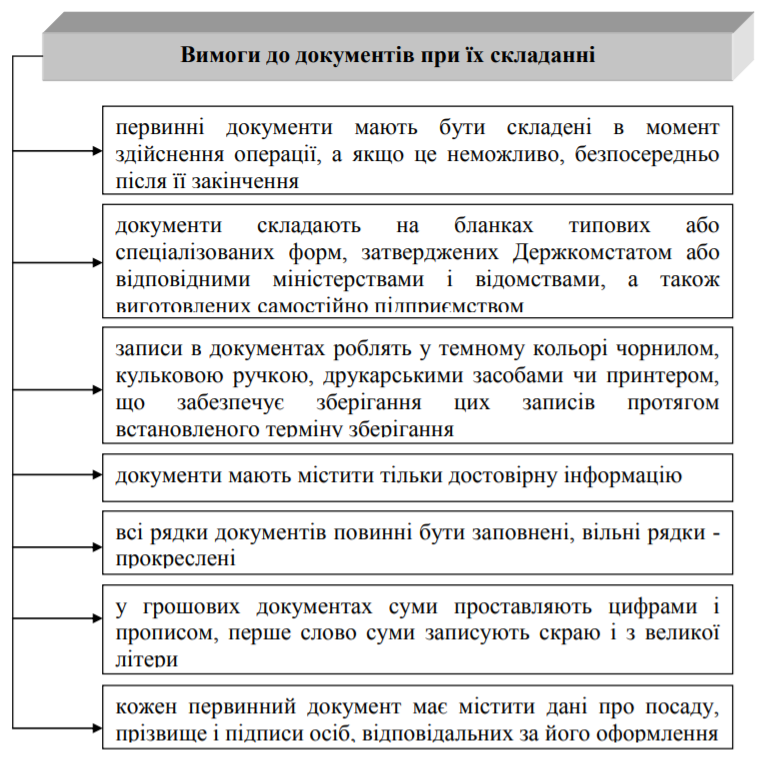 Вимоги до документів при їх складанні
первинні документи мають бути складені в момент
здійснення операції, а якщо це неможливо, безпосередньо
після її закінчення
документи складають на бланках типових або
спеціалізованих форм, затверджених Держкомстатом або
відповідними міністерствами і відомствами, а також
виготовлених самостійно підприємством
записи в документах роблять у темному кольорі чорнилом,
кульковою ручкою, друкарськими засобами чи принтером,
що забезпечує зберігання цих записів протягом
встановленого терміну зберігання
документи мають містити тільки достовірну інформацію
всі рядки документів повинні бути заповнені, вільні рядки -
прокреслені
у грошових документах суми проставляють цифрами і
прописом, перше слово суми записують скраю і з великої
літери
кожен первинний документ має містити дані про посаду,
прізвище і підписи осіб, відповідальних за його оформлення